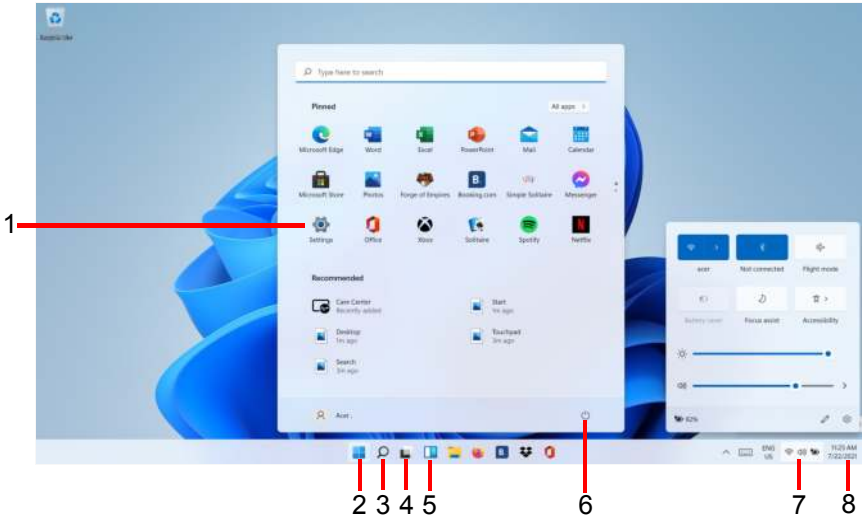 Recycle Bin
Type here to search
Pinned
All apps >
Microsoft Edge Word Excel PowerPoint Mail Calendar
Microsoft Store Photos Forge of Empires Booking.com Simple Solitaire Messenger
1
Settings Office Xbox Solitaire Spotify Netflix
Recommended
Care Center
Recently added
Start
1m ago
Desktop
1m ago
Touchpad
3m ago
Search
3m ago
Acer .
acer Not connected Flight mode
Battery saver Focus assist Accessibility
82%
ENG
US
11:25 AM
7/22/2021
2 3 4 5 6 7 8